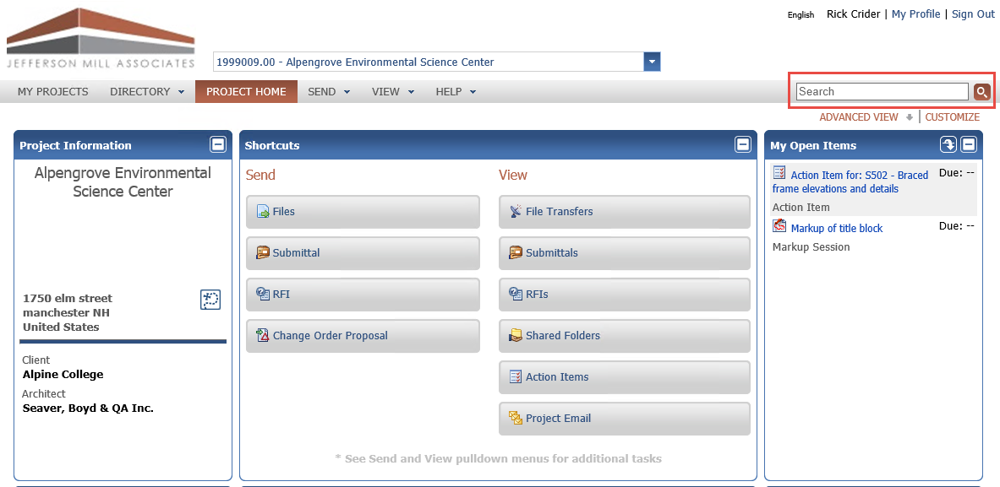 English Rick Crider | My Profile | Sign Out
JEFFERSON MILL ASSOCIATES
1999009.00 - Alpengrove Environmental Science Center
MY PROJECTS DIRECTORY PROJECT HOME SEND VIEW HELP Search
ADVANCED VIEW | CUSTOMIZE
Project Information
Alpengrove Environmental
Science Center
1750 elm street
manchester NH
United States
Client
Alpine College
Architect
Seaver, Boyd & QA Inc.
Shortcuts
Send
Files
Submittal
RFI
Change Order Proposal
View
File Transfers
Submittals
RFIs
Shared Folders
Action Items
Project Email
* See Send and View pulldown menus for additional tasks
My Open Items
Action Item for: S502 - Braced Due: --
frame elevations and details
Action Item
Markup of title block Due: --
Markup Session